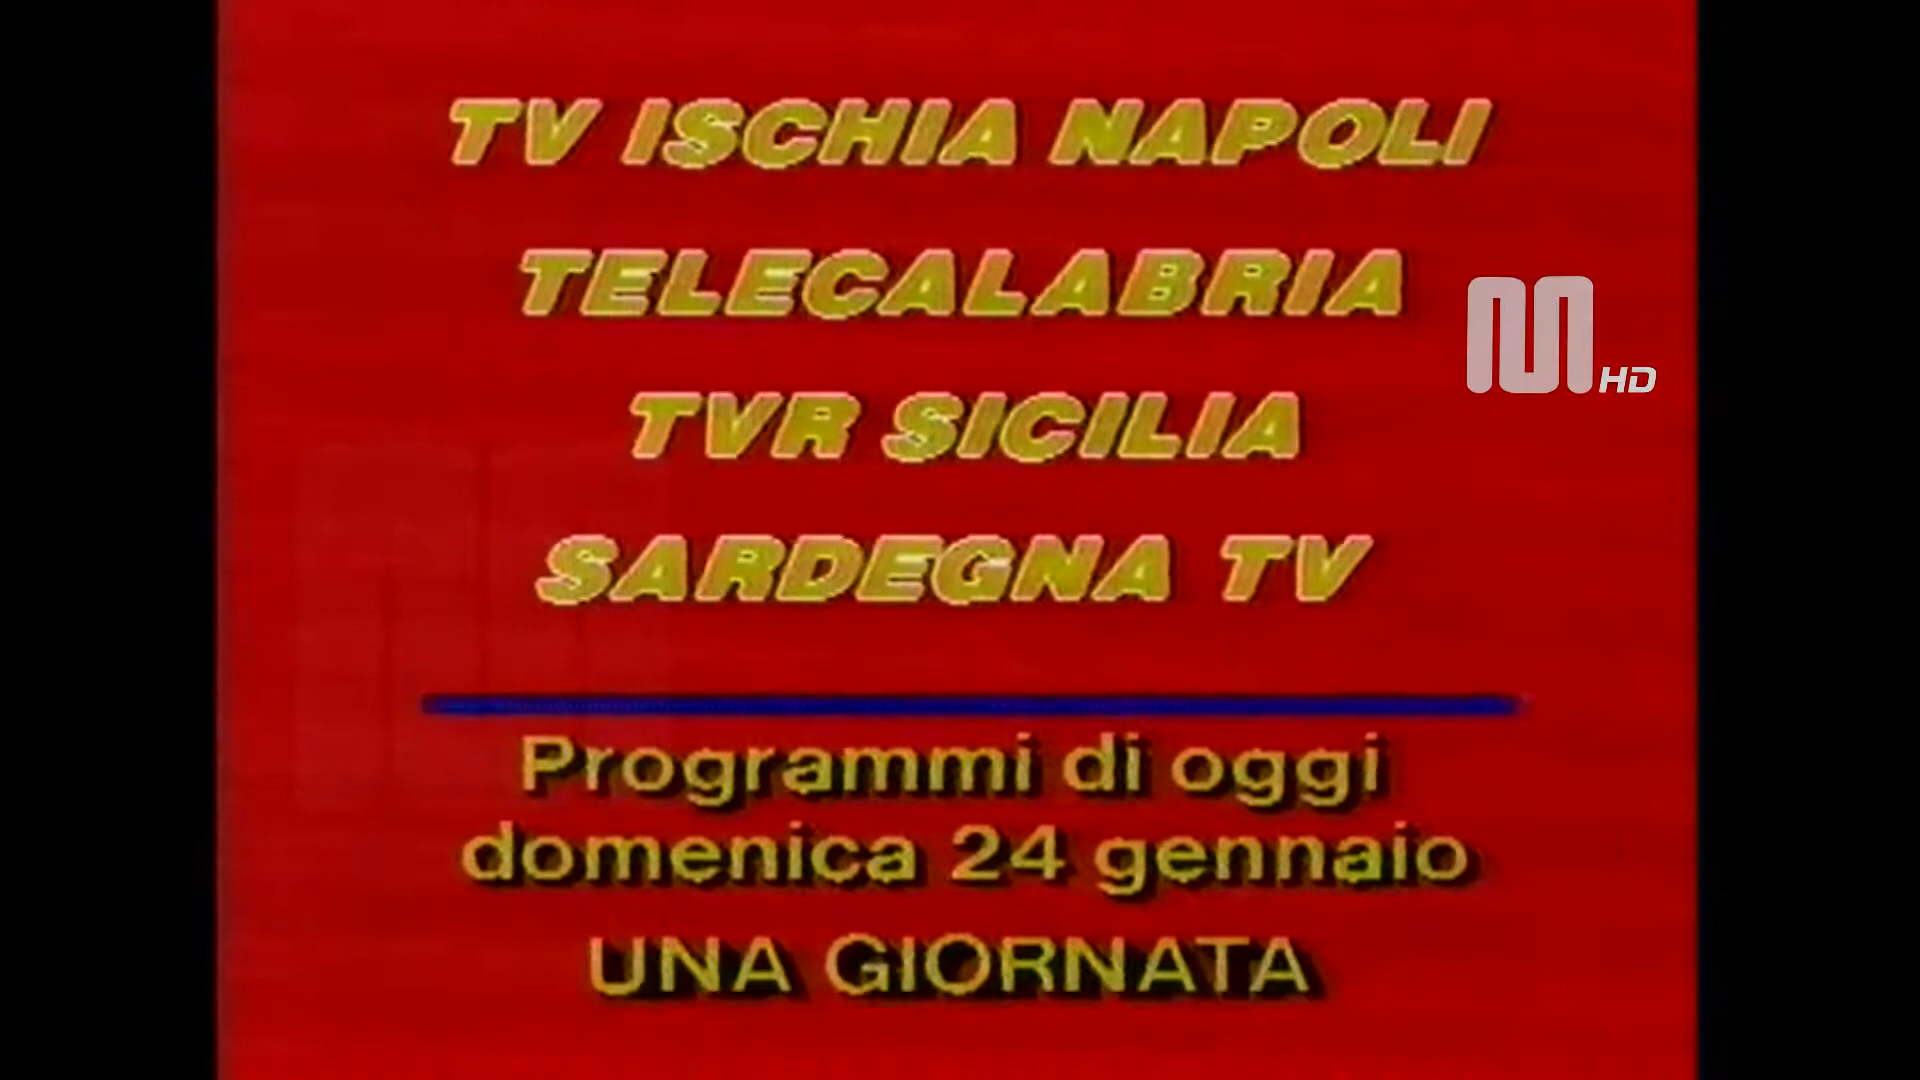 TV ISCHIA NAPOLI
TELECALABRIA
M HD
TVR SICILIA
SARDEGNA TV
Programmi di oggi
domenica 24 gennaio
UNA GIORNATA